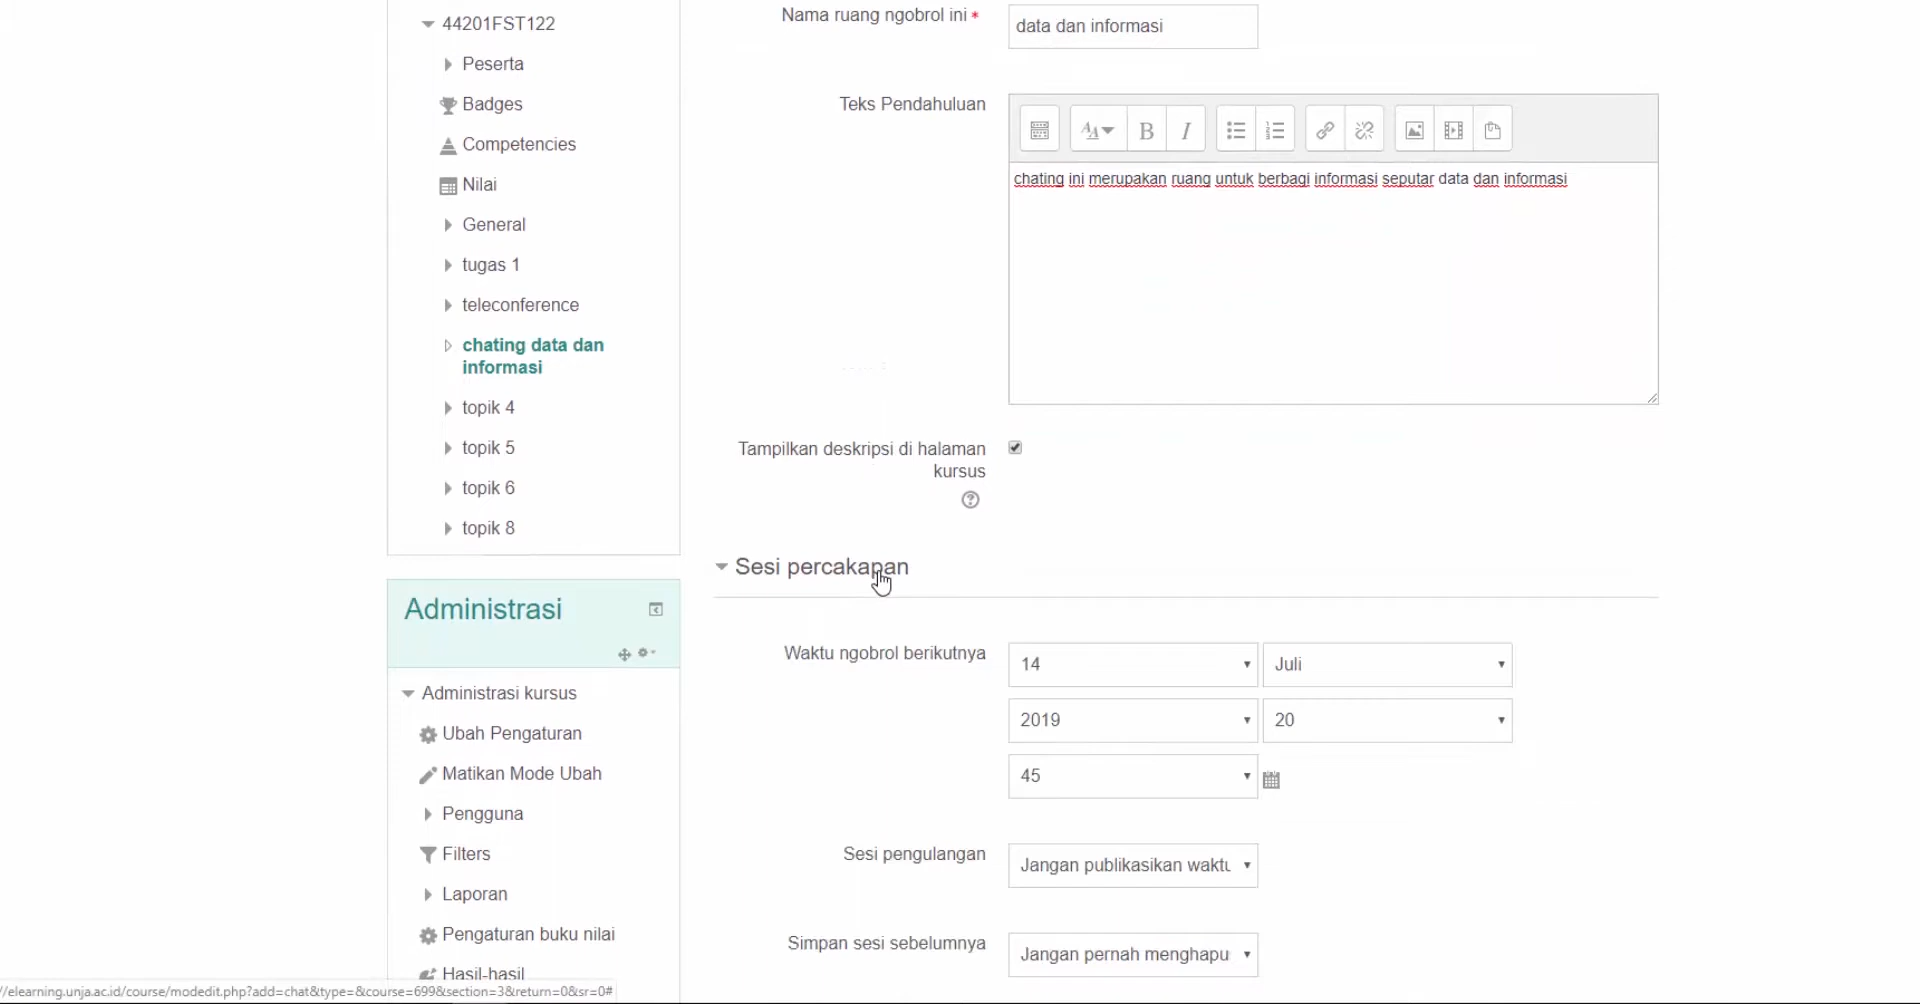 44201FST122
Peserta
Badges
Competencies
Nilai
General
tugas 1
teleconference
chating data dan
informasi
topik 4
topik 5
topik 6
topik 8
Administrasi
Administrasi kursus
Ubah Pengaturan
Matikan Mode Ubah
Pengguna
Filters
Laporan
Pengaturan buku nilai
Hasil-hasil
Nama ruang ngobrol ini *
data dan informasi
Teks Pendahuluan
chating ini merupakan ruang untuk berbagi informasi seputar data dan informasi
Tampilkan deskripsi di halaman
kursus
Sesi percakapan
Waktu ngobrol berikutnya
14 Juli
2019 20
45
Sesi pengulangan
Jangan publikasikan waktu
Simpan sesi sebelumnya
Jangan pernah menghapu
//elearning.unja.ac.id/course/modedit.php?add=chat&type=&course=699&section=3&return=0&sr=0#